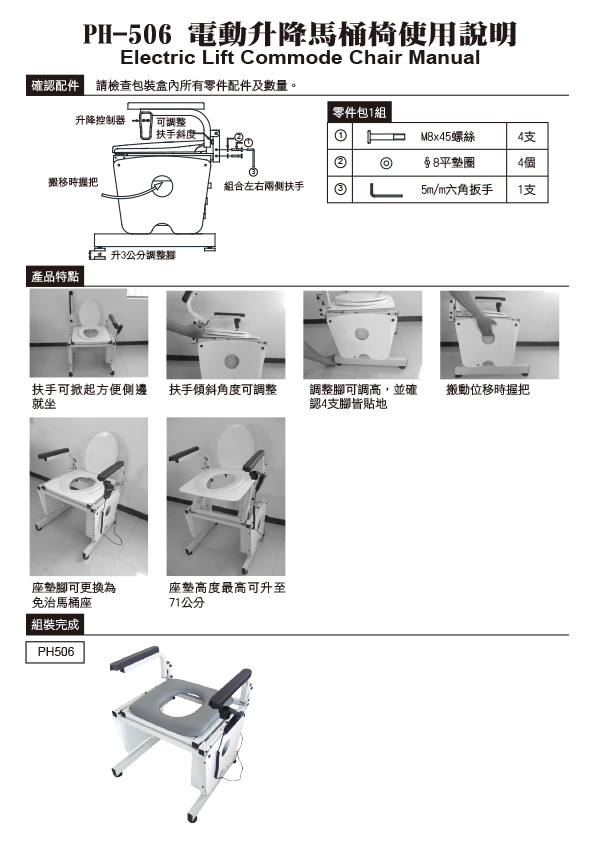 PH-506 電動升降馬桶椅使用說明
Electric Lift Commode Chair Manual
確認配件 請檢查包裝盒內所有零件配件及數量。
升降控制器
可調整
扶手斜度
② ①
③
搬移時握把
組合左右兩側扶手
升3公分調整腳
零件包1組
① M8x45螺絲 4支
② §8平墊圈 4個
③ 5m/m六角扳手 1支
產品特點
扶手可掀起方便側邊
就坐
扶手傾斜角度可調整
調整腳可調高,並確
認4支腳皆貼地
搬動位移時握把
座墊腳可更換為
免治馬桶座
座墊高度最高可升至
71公分
組裝完成
PH506